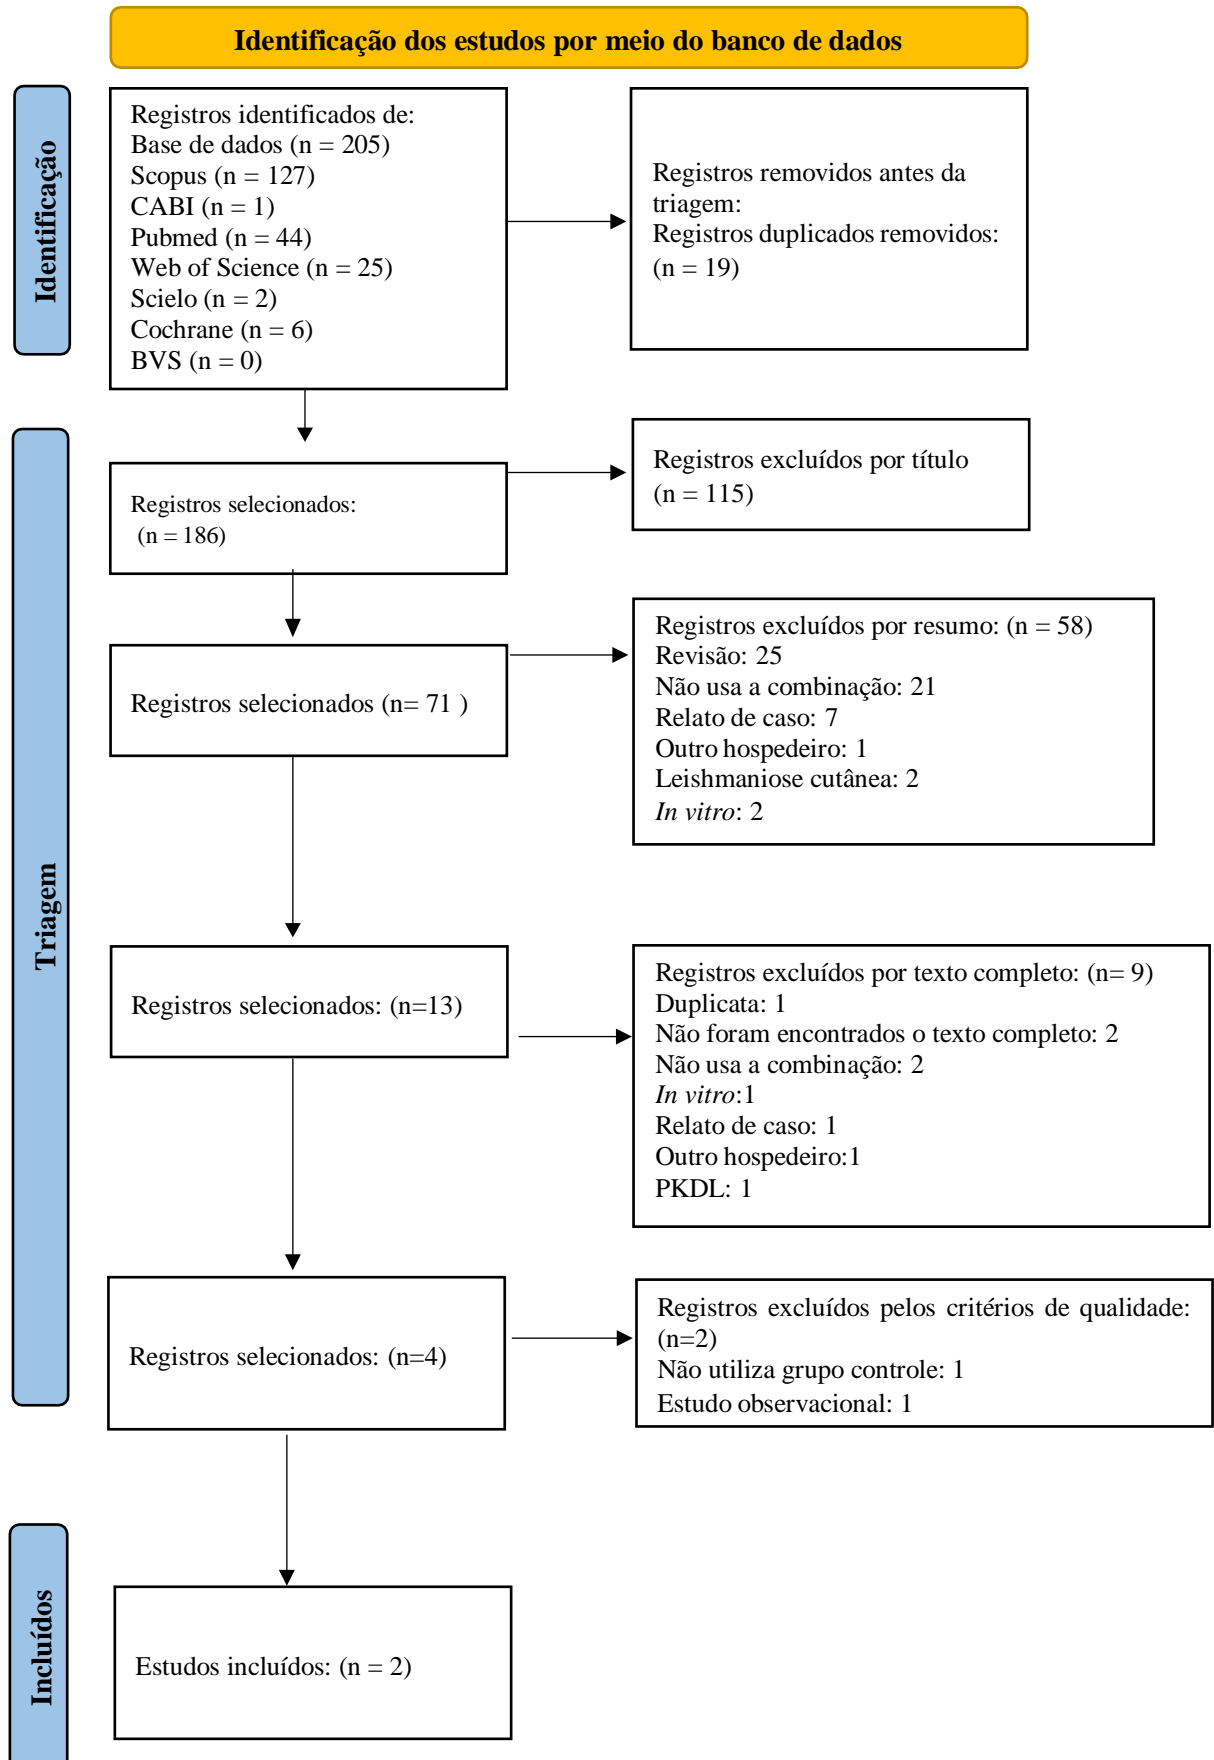 Identificação dos estudos por meio do banco de dados
Identificação
Registros identificados de:
Base de dados (n = 205)
Scopus (n = 127)
CABI (n = 1)
Pubmed (n = 44)
Web of Science (n = 25)
Scielo (n = 2)
Cochrane (n = 6)
BVS (n = 0)
Registros removidos antes da
triagem:
Registros duplicados removidos:
(n = 19)
Triagem
Registros selecionados:
(n = 186)
Registros excluídos por título
(n = 115)
Registros selecionados (n= 71 )
Registros excluídos por resumo: (n = 58)
Revisão: 25
Não usa a combinação: 21
Relato de caso: 7
Outro hospedeiro: 1
Leishmaniose cutânea: 2
In vitro: 2
Registros selecionados: (n=13)
Registros excluídos por texto completo: (n= 9)
Duplicata: 1
Não foram encontrados o texto completo: 2
Não usa a combinação: 2
In vitro:1
Relato de caso: 1
Outro hospedeiro:1
PKDL: 1
Registros selecionados: (n=4)
Registros excluídos pelos critérios de qualidade:
(n=2)
Não utiliza grupo controle: 1
Estudo observacional: 1
Incluídos
Estudos incluídos: (n = 2)